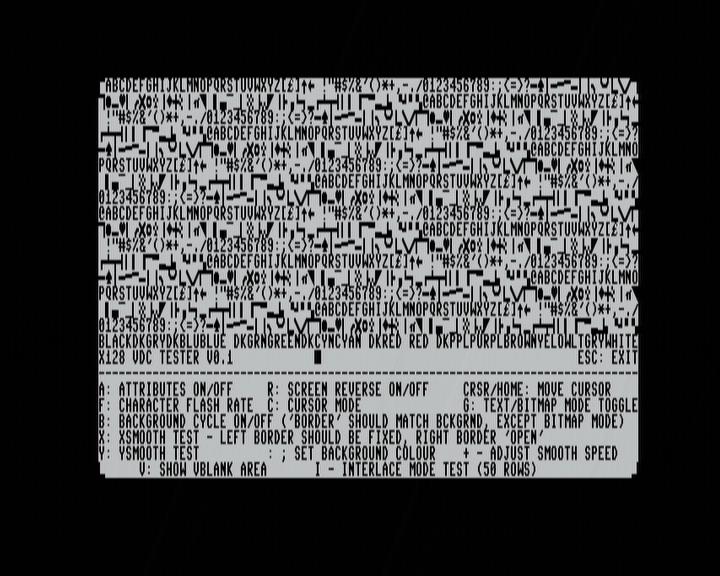 ABCDEFGHIJKLMNOPQRSTUVWXYZ[£]↑← !"#$%&'()*+,-./0123456789:;<=>?
@ABCDEFGHIJKLMNOPQRSTUVWXYZ[£]↑←
!"#$%&'()*+,-./0123456789:;<=>?
@ABCDEFGHIJKLMNOPQRSTUVWXYZ[£]↑← !"#$%&'()*+,-./0123456789:;<=>?
@ABCDEFGHIJKLMNO
PQRSTUVWXYZ[£]↑← !"#$%&'()*+,-./0123456789:;<=>?
@ABCDEFGHIJKLMNOPQRSTUVWXYZ[£]↑← !"#$%&'()*+,-./
0123456789:;<=>?
@ABCDEFGHIJKLMNOPQRSTUVWXYZ[£]↑← !"#$%&'()*+,-./0123456789:;<=>?
@ABCDEFGHIJKLMNOPQRSTUVWXYZ[£]↑←
!"#$%&'()*+,-./0123456789:;<=>?
@ABCDEFGHIJKLMNOPQRSTUVWXYZ[£]↑← !"#$%&'()*+,-./0123456789:;<=>?
@ABCDEFGHIJKLMNO
PQRSTUVWXYZ[£]↑← !"#$%&'()*+,-./0123456789:;<=>?
@ABCDEFGHIJKLMNOPQRSTUVWXYZ[£]↑← !"#$%&'()*+,-./
0123456789:;<=>?
BLACKDKGRYDKBLUBLUE DKGRNGREENDKCYNCYAN DKRED RED DKPPLPURPLBROWNYELOWLTGRYWHITE
X128 VDC TESTER V0.1 ESC: EXIT
--------------------------------------------------------------------------------
A: ATTRIBUTES ON/OFF R: SCREEN REVERSE ON/OFF CRSR/HOME: MOVE CURSOR
F: CHARACTER FLASH RATE C: CURSOR MODE G: TEXT/BITMAP MODE TOGGLE
B: BACKGROUND CYCLE ON/OFF ('BORDER' SHOULD MATCH BCKGRND, EXCEPT BITMAP MODE)
X: XSMOOTH TEST - LEFT BORDER SHOULD BE FIXED, RIGHT BORDER 'OPEN'
Y: YSMOOTH TEST : ; SET BACKGROUND COLOUR + - ADJUST SMOOTH SPEED
V: SHOW VBLANK AREA I - INTERLACE MODE TEST (50 ROWS)